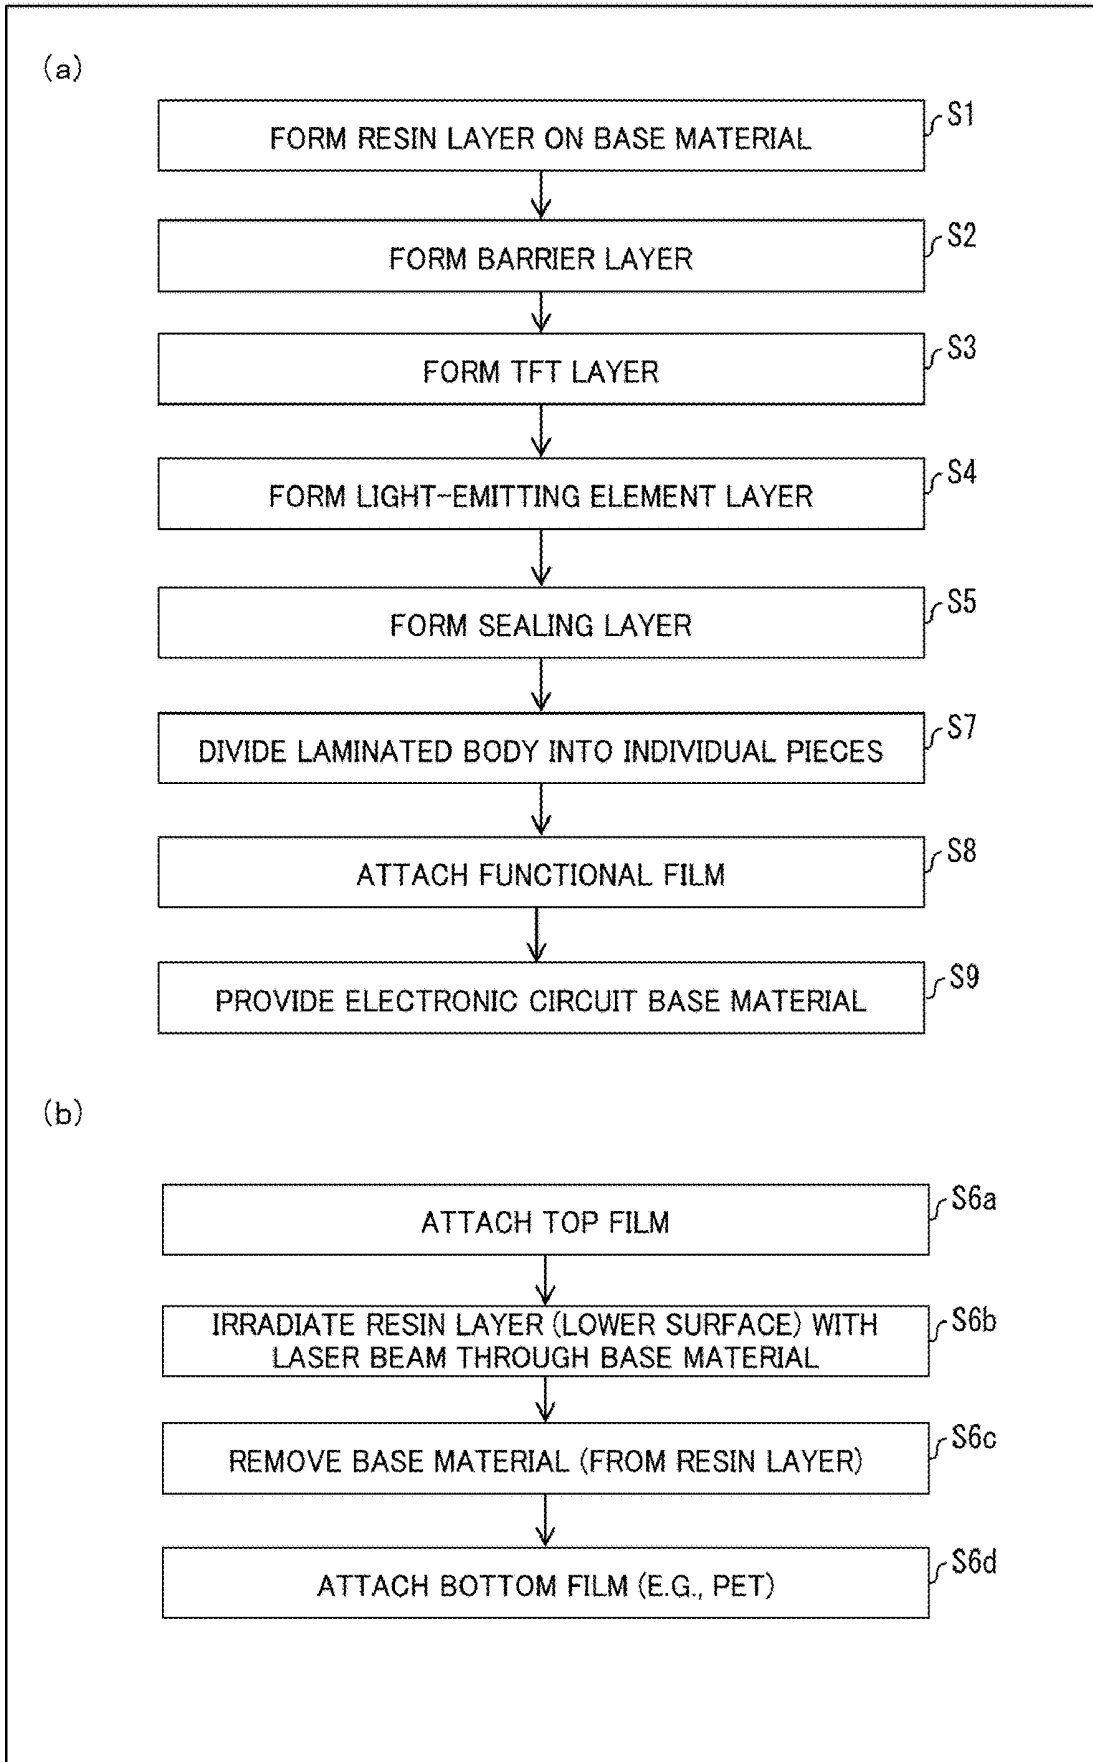 (a)
FORM RESIN LAYER ON BASE MATERIAL
S1
FORM BARRIER LAYER
S2
FORM TFT LAYER
S3
FORM LIGHT-EMITTING ELEMENT LAYER
S4
FORM SEALING LAYER
S5
DIVIDE LAMINATED BODY INTO INDIVIDUAL PIECES
S7
ATTACH FUNCTIONAL FILM
S8
PROVIDE ELECTRONIC CIRCUIT BASE MATERIAL
S9
(b)
ATTACH TOP FILM
S6a
IRRADIATE RESIN LAYER (LOWER SURFACE) WITH
LASER BEAM THROUGH BASE MATERIAL
S6b
REMOVE BASE MATERIAL (FROM RESIN LAYER)
S6c
ATTACH BOTTOM FILM (E.G., PET)
S6d